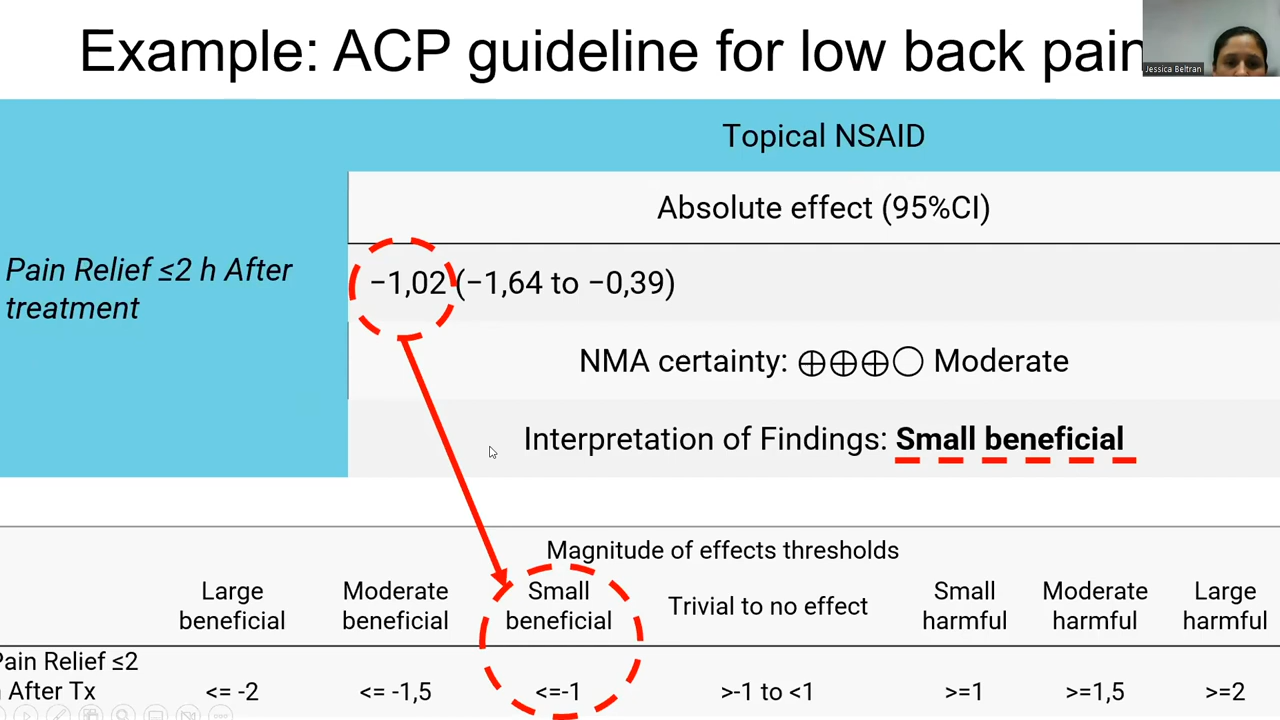 Example: ACP guideline for low back pain
Jessica Beltran
Topical NSAID
Absolute effect (95%CI)
Pain Relief ≤2 h After
treatment
−1,02 (−1,64 to −0,39)
NMA certainty: ⨁⨁⨁◯ Moderate
Interpretation of Findings: Small beneficial
Magnitude of effects thresholds
Large
beneficial
Moderate
beneficial
Small
beneficial
Trivial to no effect
Small
harmful
Moderate
harmful
Large
harmful
Pain Relief ≤2
After Tx
<= -2
<= -1,5
<=-1
>-1 to <1
>=1
>=1,5
>=2